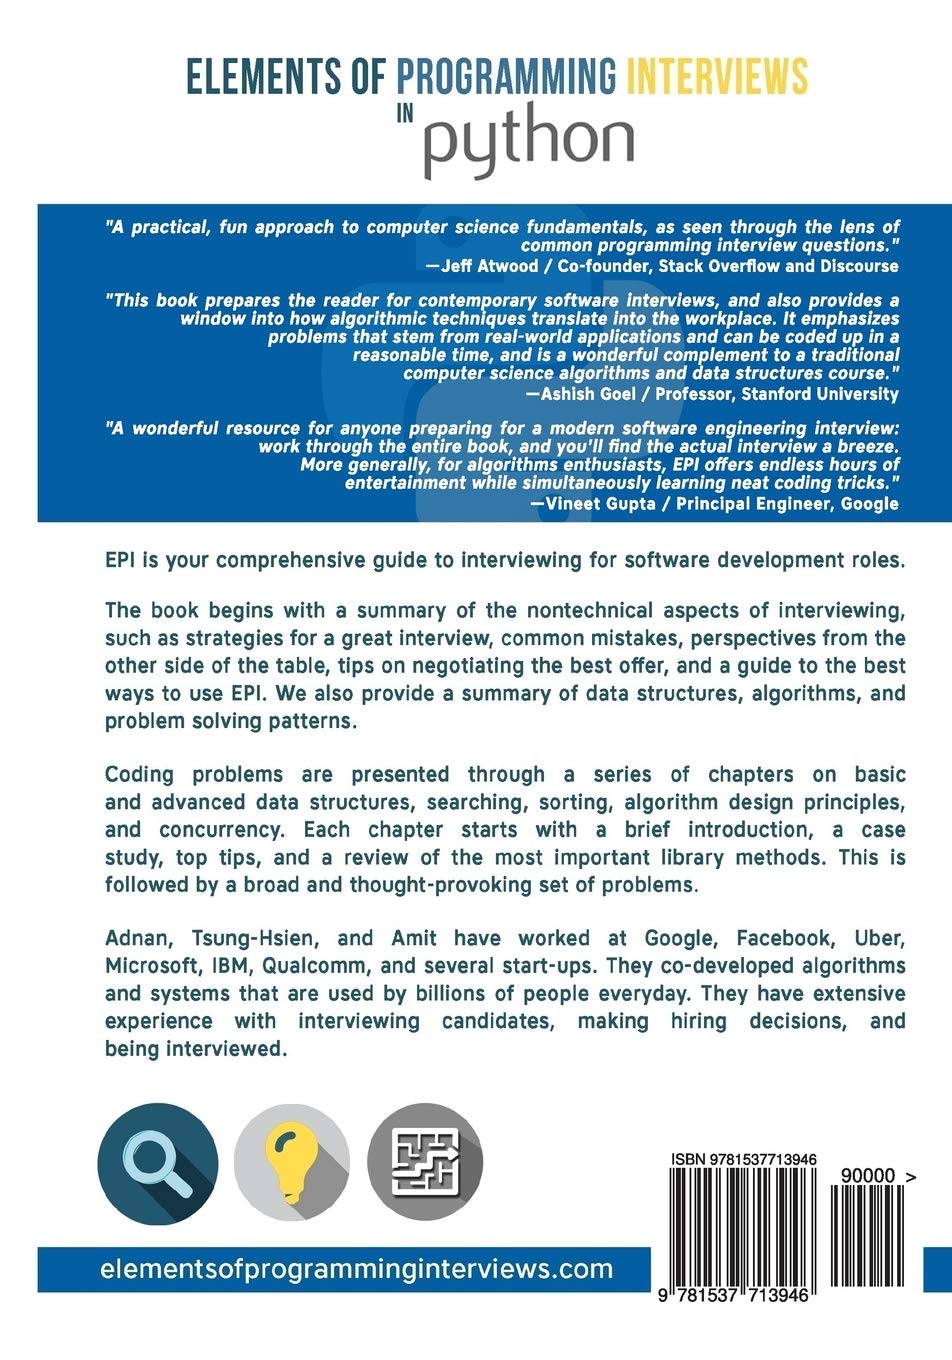 ELEMENTS OF PROGRAMMING INTERVIEWS
IN python
"A practical, fun approach to computer science fundamentals, as seen through the lens of
common programming interview questions."
—Jeff Atwood / Co-founder, Stack Overflow and Discourse
"This book prepares the reader for contemporary software interviews, and also provides a
window into how algorithmic techniques translate into the workplace. It emphasizes
problems that stem from real-world applications and can be coded up in a
reasonable time, and is a wonderful complement to a traditional
computer science algorithms and data structures course."
—Ashish Goel / Professor, Stanford University
"A wonderful resource for anyone preparing for a modern software engineering interview:
work through the entire book, and you'll find the actual interview a breeze.
More generally, for algorithms enthusiasts, EPI offers endless hours of
entertainment while simultaneously learning neat coding tricks."
—Vineet Gupta / Principal Engineer, Google
EPI is your comprehensive guide to interviewing for software development roles.
The book begins with a summary of the nontechnical aspects of interviewing,
such as strategies for a great interview, common mistakes, perspectives from the
other side of the table, tips on negotiating the best offer, and a guide to the best
ways to use EPI. We also provide a summary of data structures, algorithms, and
problem solving patterns.
Coding problems are presented through a series of chapters on basic
and advanced data structures, searching, sorting, algorithm design principles,
and concurrency. Each chapter starts with a brief introduction, a case
study, top tips, and a review of the most important library methods. This is
followed by a broad and thought-provoking set of problems.
Adnan, Tsung-Hsien, and Amit have worked at Google, Facebook, Uber,
Microsoft, IBM, Qualcomm, and several start-ups. They co-developed algorithms
and systems that are used by billions of people everyday. They have extensive
experience with interviewing candidates, making hiring decisions, and
being interviewed.
ISBN 9781537713946
90000 >
elementsofprogramminginterviews.com
9 781537 713946